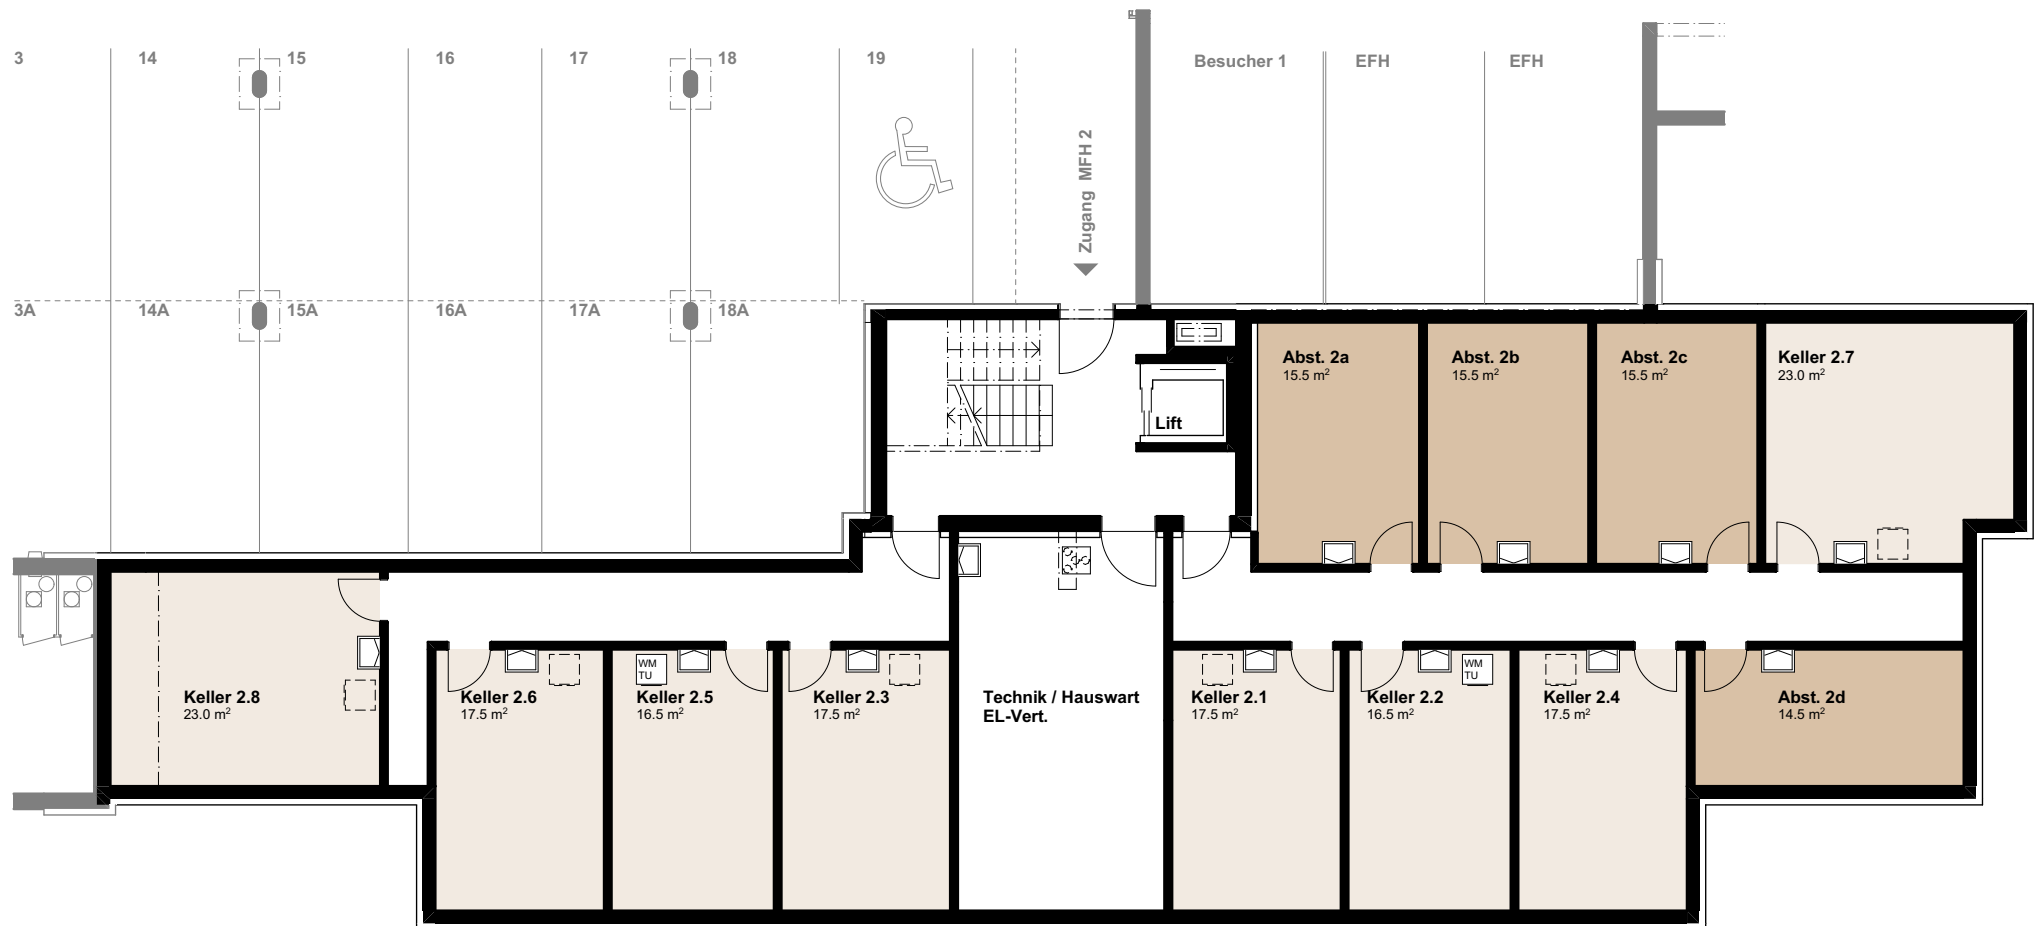 3
14
15
16
17
18
19
Besucher 1
EFH
EFH
Zugang MFH 2
3A
14A
15A
16A
17A
18A
Lift
Abst. 2a
15.5 m²
Abst. 2b
15.5 m²
Abst. 2c
15.5 m²
Keller 2.7
23.0 m²
Keller 2.8
23.0 m²
Keller 2.6
17.5 m²
WM
TU
Keller 2.5
16.5 m²
Keller 2.3
17.5 m²
Technik / Hauswart
EL-Vert.
Keller 2.1
17.5 m²
Keller 2.2
16.5 m²
WM
TU
Keller 2.4
17.5 m²
Abst. 2d
14.5 m²